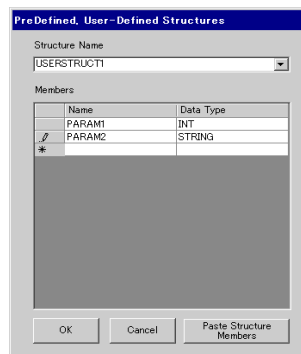 PreDefined, User-Defined Structures
Structure Name
USERSTRUCT1
Members
Name Data Type
PARAM1 INT
PARAM2 STRING
*
OK Cancel Paste Structure
Members